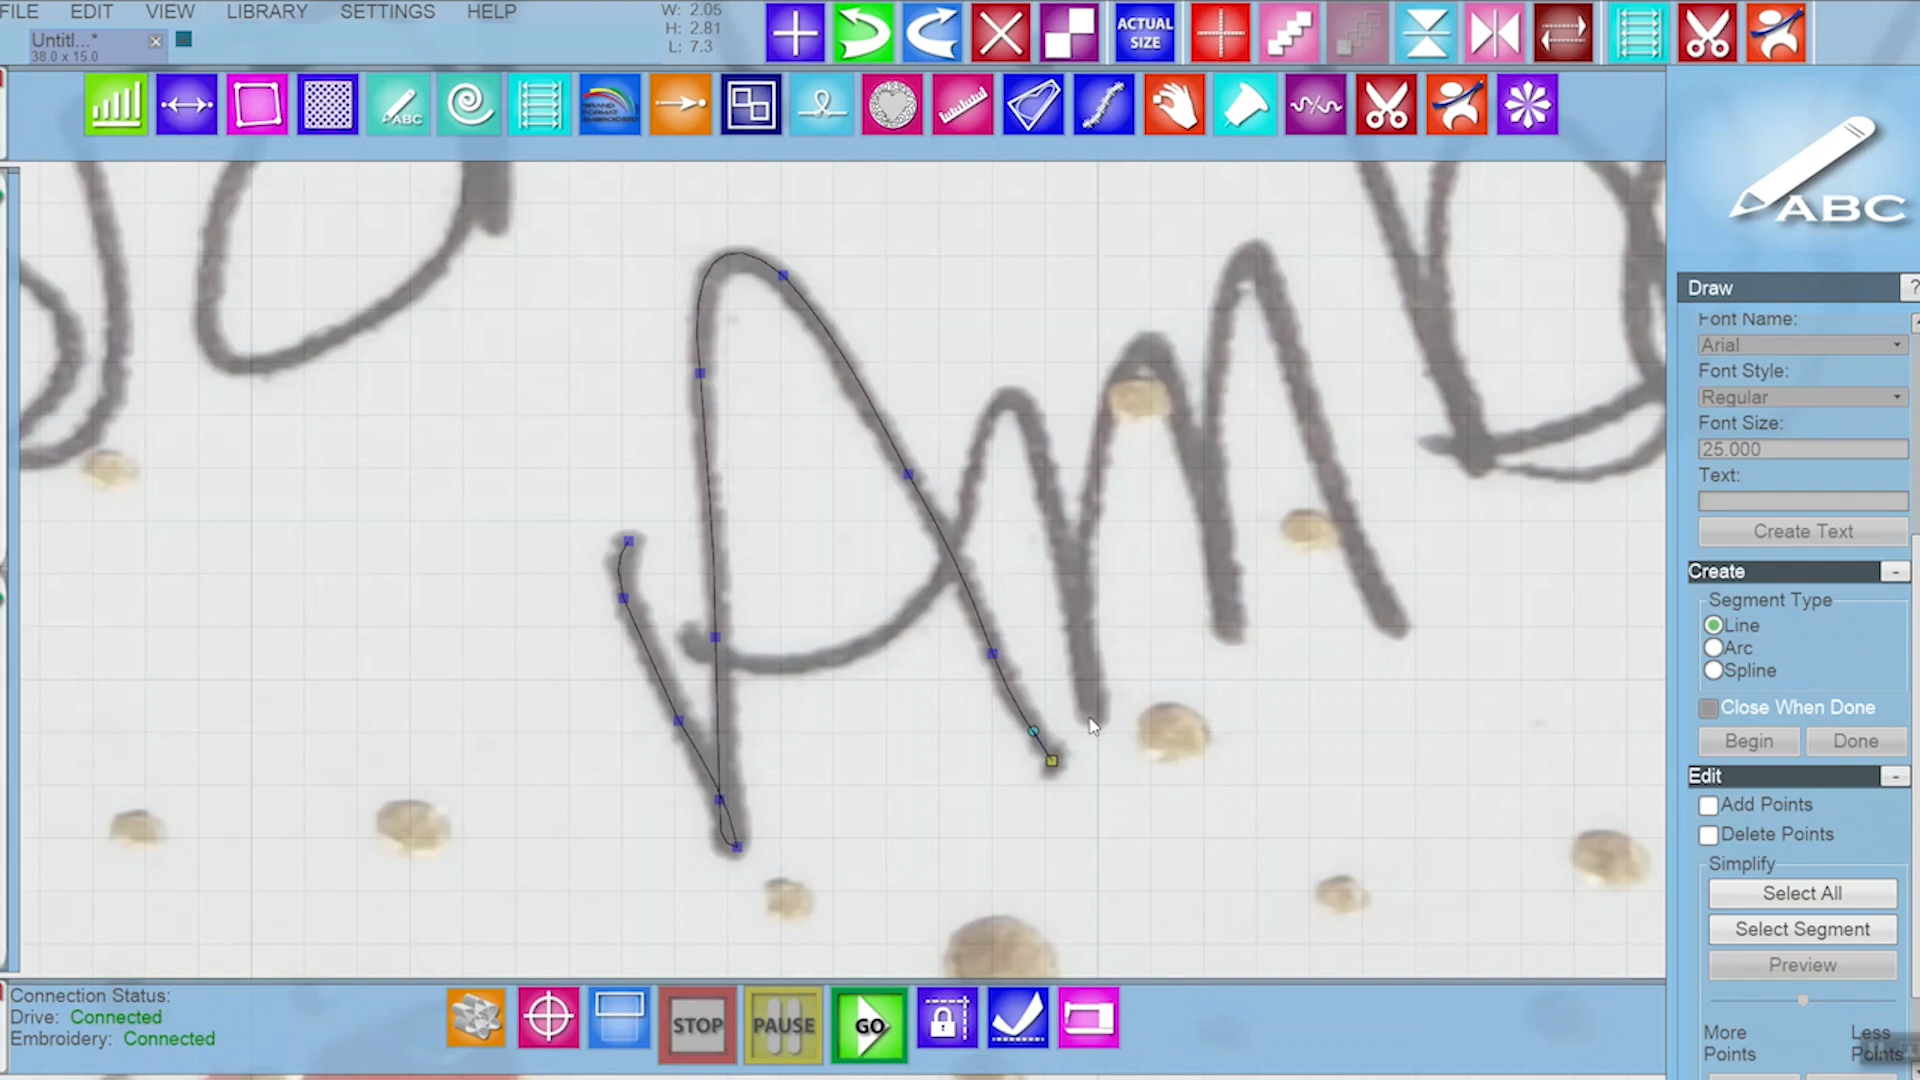 FILE EDIT VIEW LIBRARY SETTINGS HELP
W: 2.05
H: 2.81
L: 7.3
Untitl...*
38.0 x 15.0
ACTUAL SIZE
ABC
ABC
Draw ?
Font Name:
Arial
Font Style:
Regular
Font Size:
25.000
Text:
Create Text
Create -
Segment Type
Line
Arc
Spline
Close When Done
Begin Done
Edit -
Add Points
Delete Points
Simplify
Select All
Select Segment
Preview
More Points Less Points
Am
Connection Status:
Drive: Connected
Embroidery: Connected
STOP PAUSE GO